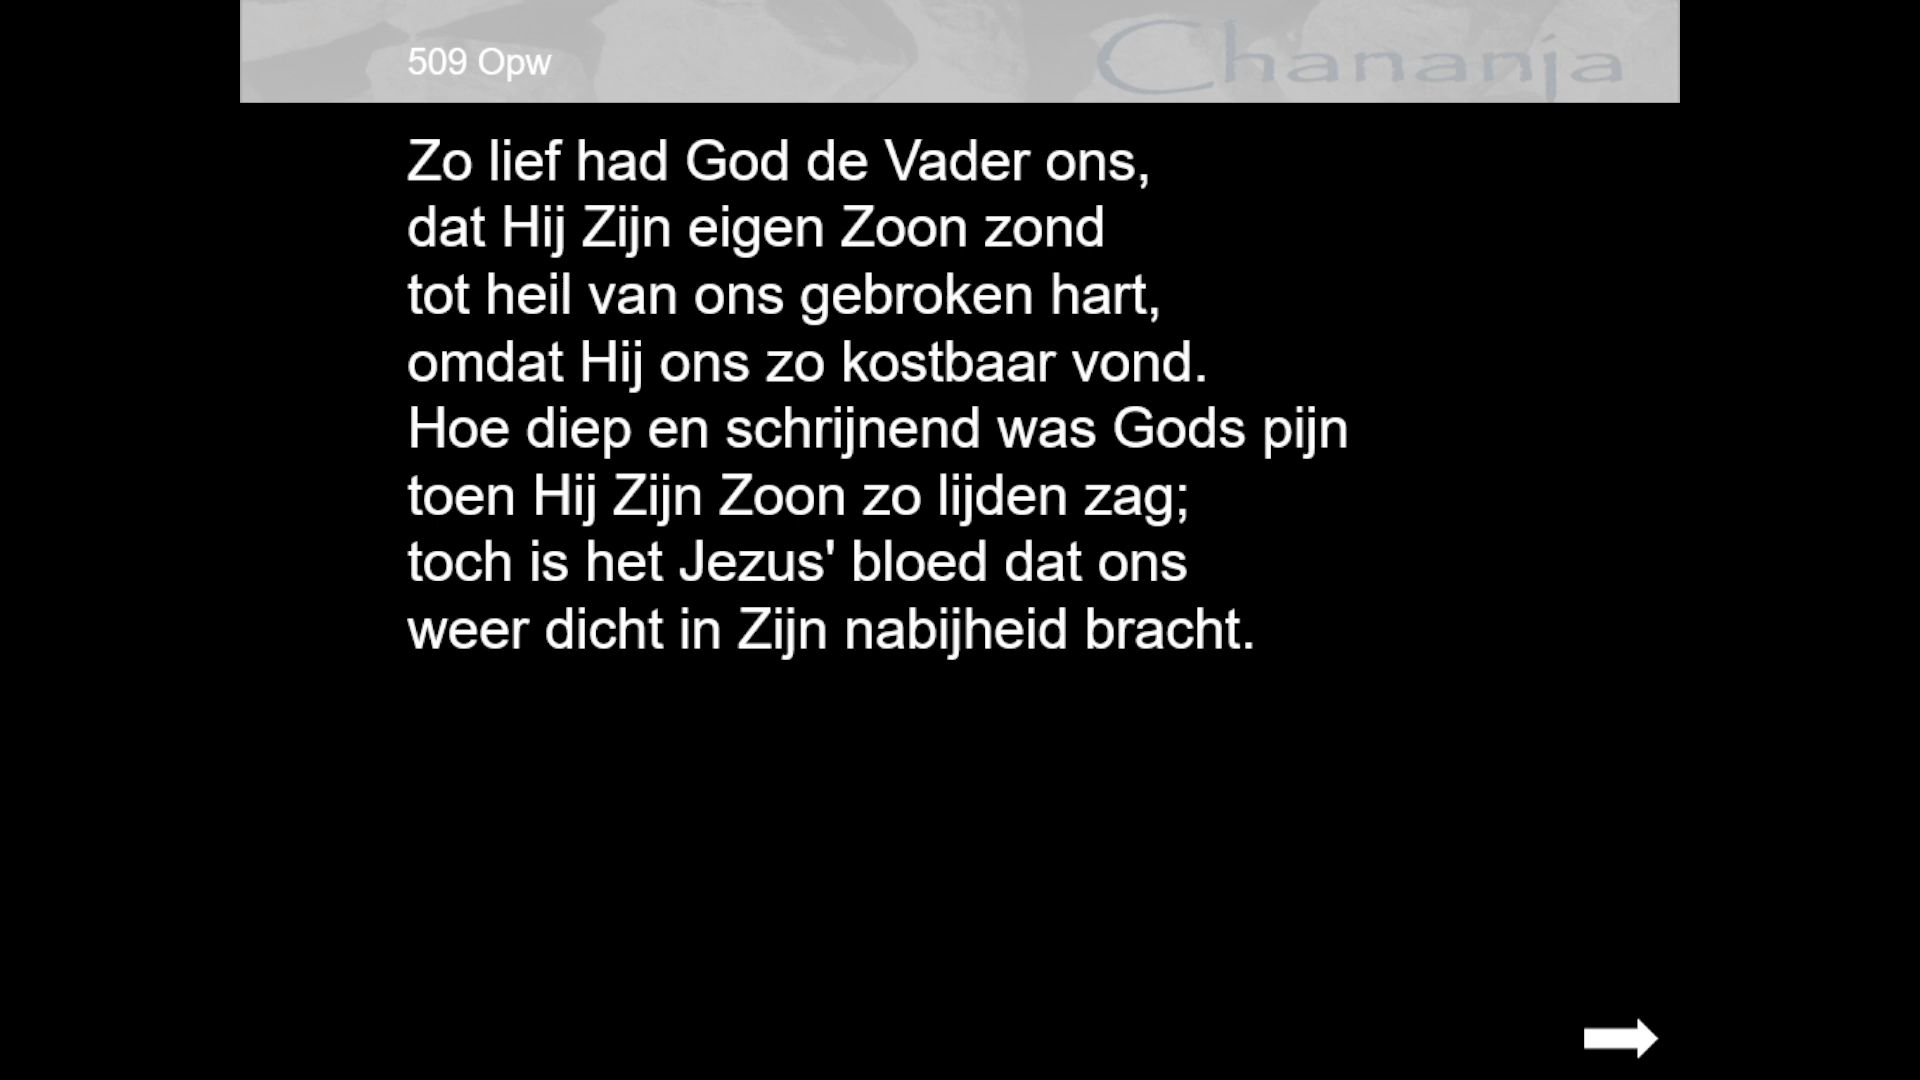 509 Opw
Chananja
Zo lief had God de Vader ons,
dat Hij Zijn eigen Zoon zond
tot heil van ons gebroken hart,
omdat Hij ons zo kostbaar vond.
Hoe diep en schrijnend was Gods pijn
toen Hij Zijn Zoon zo lijden zag;
toch is het Jezus' bloed dat ons
weer dicht in Zijn nabijheid bracht.